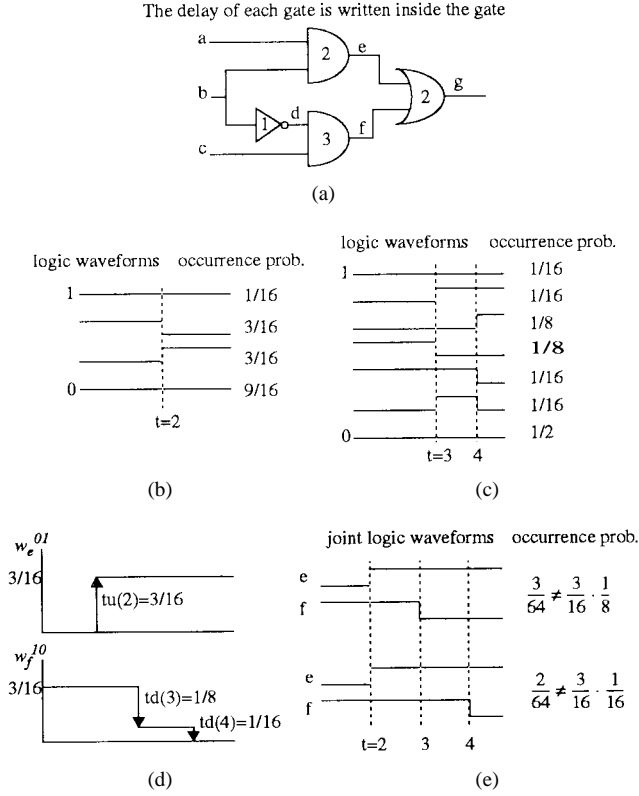 The delay of each gate is written inside the gate
a
2
e
b
d
1
3
f
2
g
c
(a)
logic waveforms occurrence prob.
1
1/16
3/16
3/16
0
9/16
t=2
(b)
logic waveforms occurrence prob.
1
1/16
1/16
1/8
1/8
1/16
1/16
0
1/2
t=3 4
(c)
w_e^01
3/16
tu(2)=3/16
w_f^10
3/16
td(3)=1/8
td(4)=1/16
(d)
joint logic waveforms occurrence prob.
e
f
3/64 ≠ 3/16 · 1/8
e
f
2/64 ≠ 3/16 · 1/16
t=2 3 4
(e)